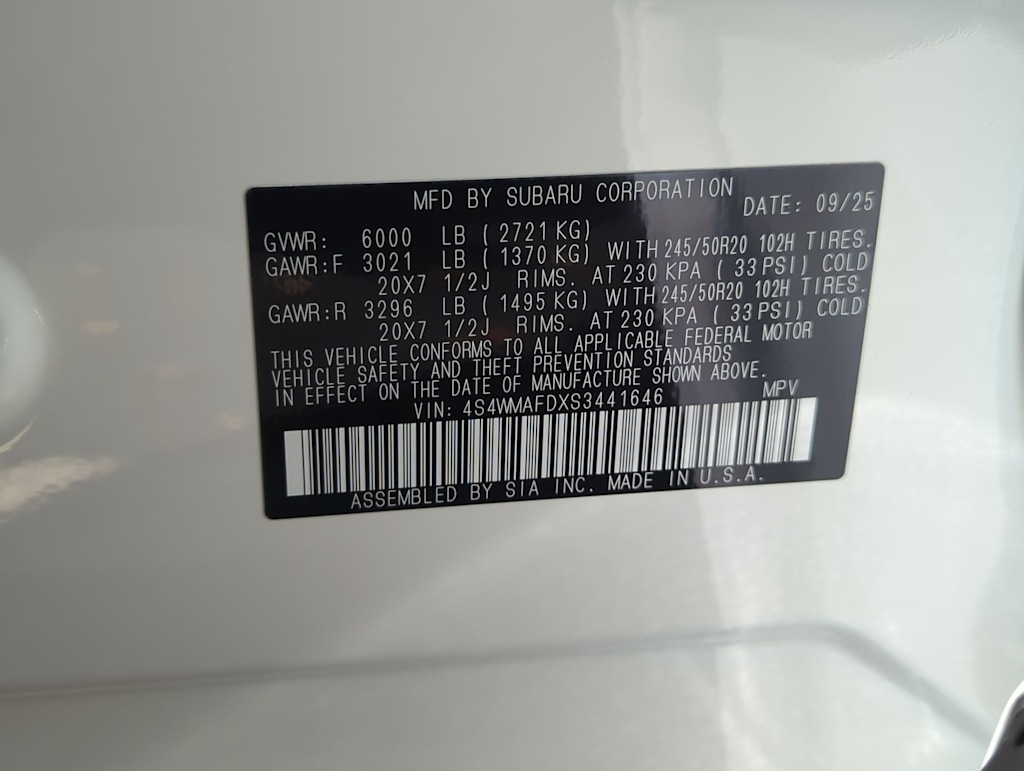 MFD BY SUBARU CORPORATION DATE: 09/25
GVWR: 6000 LB ( 2721 KG)
GAWR:F 3021 LB ( 1370 KG) WITH 245/50R20 102H TIRES.
20X7 1/2J RIMS. AT 230 KPA ( 33 PSI) COLD
GAWR:R 3296 LB ( 1495 KG) WITH 245/50R20 102H TIRES.
20X7 1/2J RIMS. AT 230 KPA ( 33 PSI) COLD
THIS VEHICLE CONFORMS TO ALL APPLICABLE FEDERAL MOTOR
VEHICLE SAFETY AND THEFT PREVENTION STANDARDS
IN EFFECT ON THE DATE OF MANUFACTURE SHOWN ABOVE.
VIN: 4S4WMAFDXS3441646 MPV
ASSEMBLED BY SIA INC. MADE IN U.S.A.